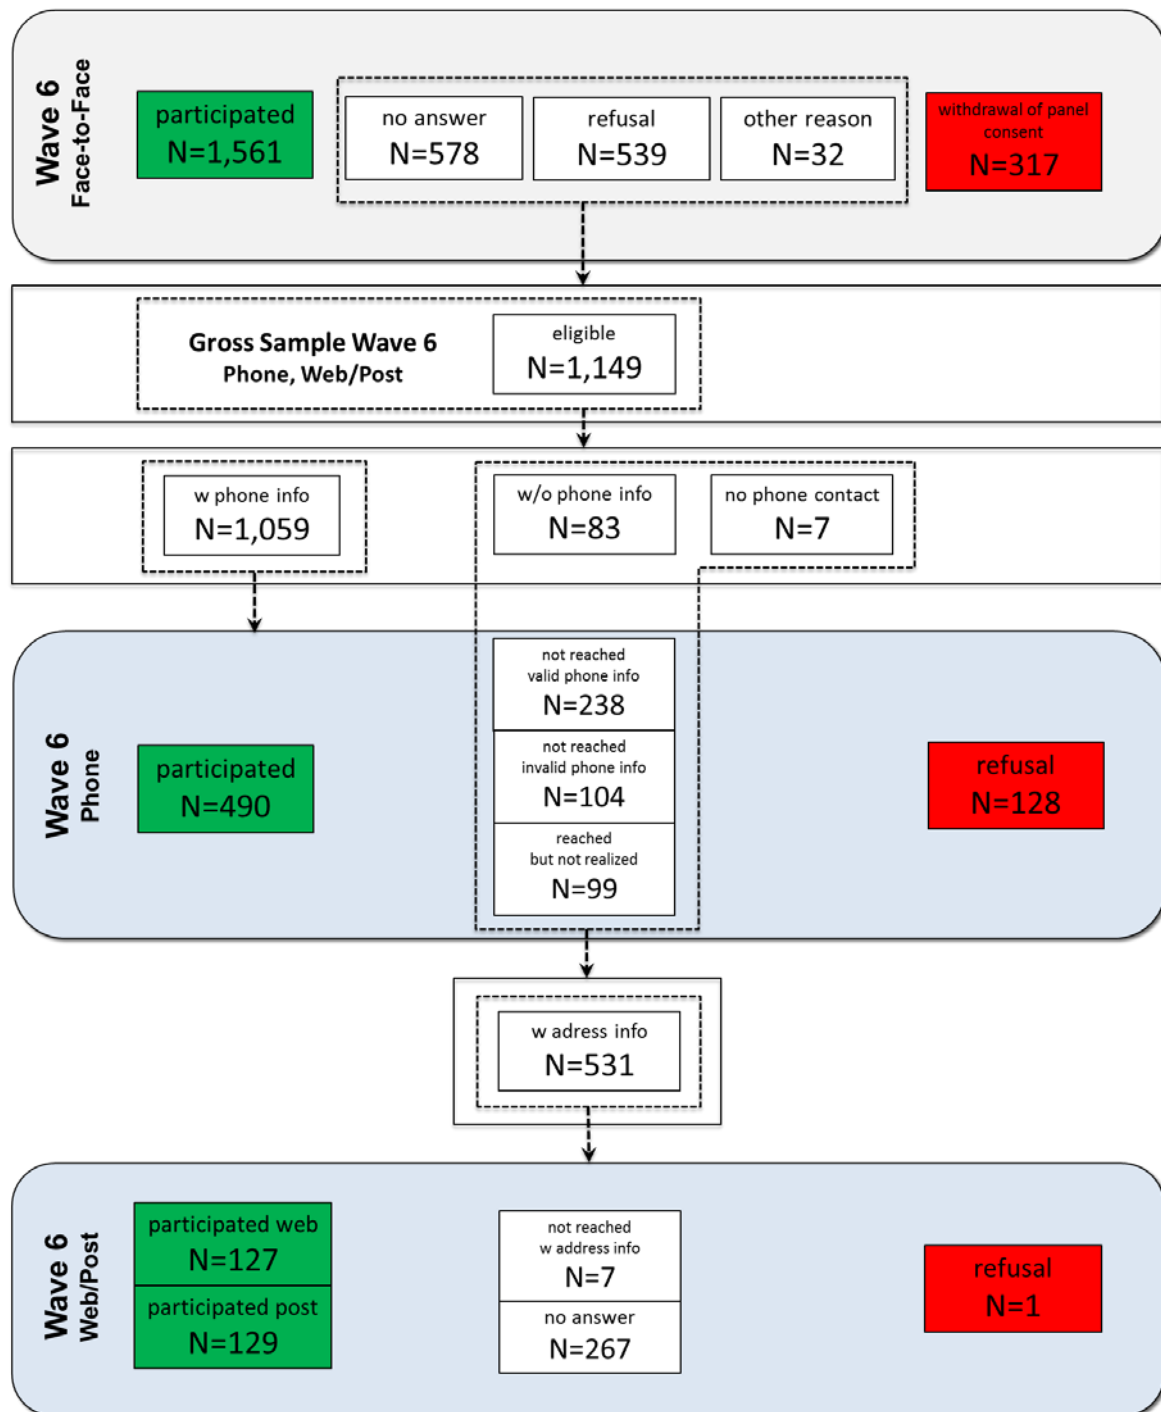 Wave 6
Face-to-Face
participated
N=1,561
no answer
N=578
refusal
N=539
other reason
N=32
withdrawal of panel
consent
N=317
Gross Sample Wave 6
Phone, Web/Post
eligible
N=1,149
w phone info
N=1,059
w/o phone info
N=83
no phone contact
N=7
Wave 6
Phone
participated
N=490
not reached
valid phone info
N=238
not reached
invalid phone info
N=104
reached
but not realized
N=99
refusal
N=128
w adress info
N=531
Wave 6
Web/Post
participated web
N=127
participated post
N=129
not reached
w address info
N=7
no answer
N=267
refusal
N=1